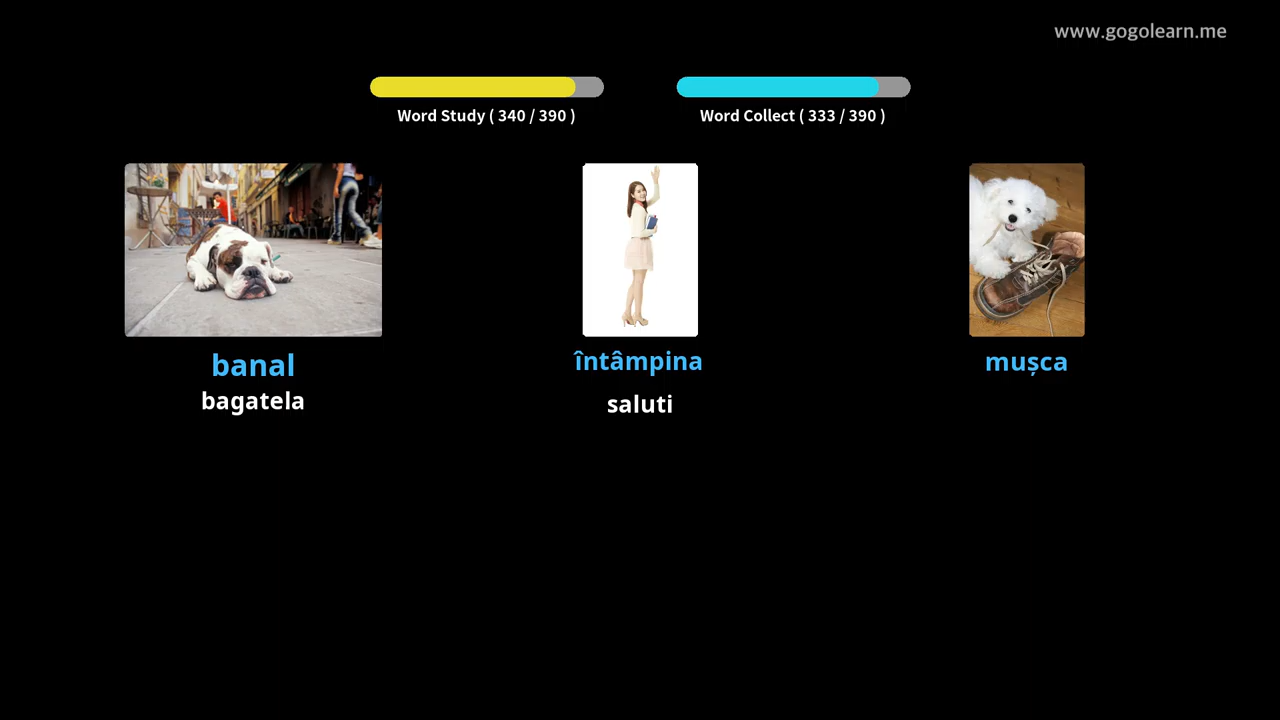 www.gogolearn.me
Word Study ( 340 / 390 )
Word Collect ( 333 / 390 )
banal
bagatela
întâmpina
saluti
mușca